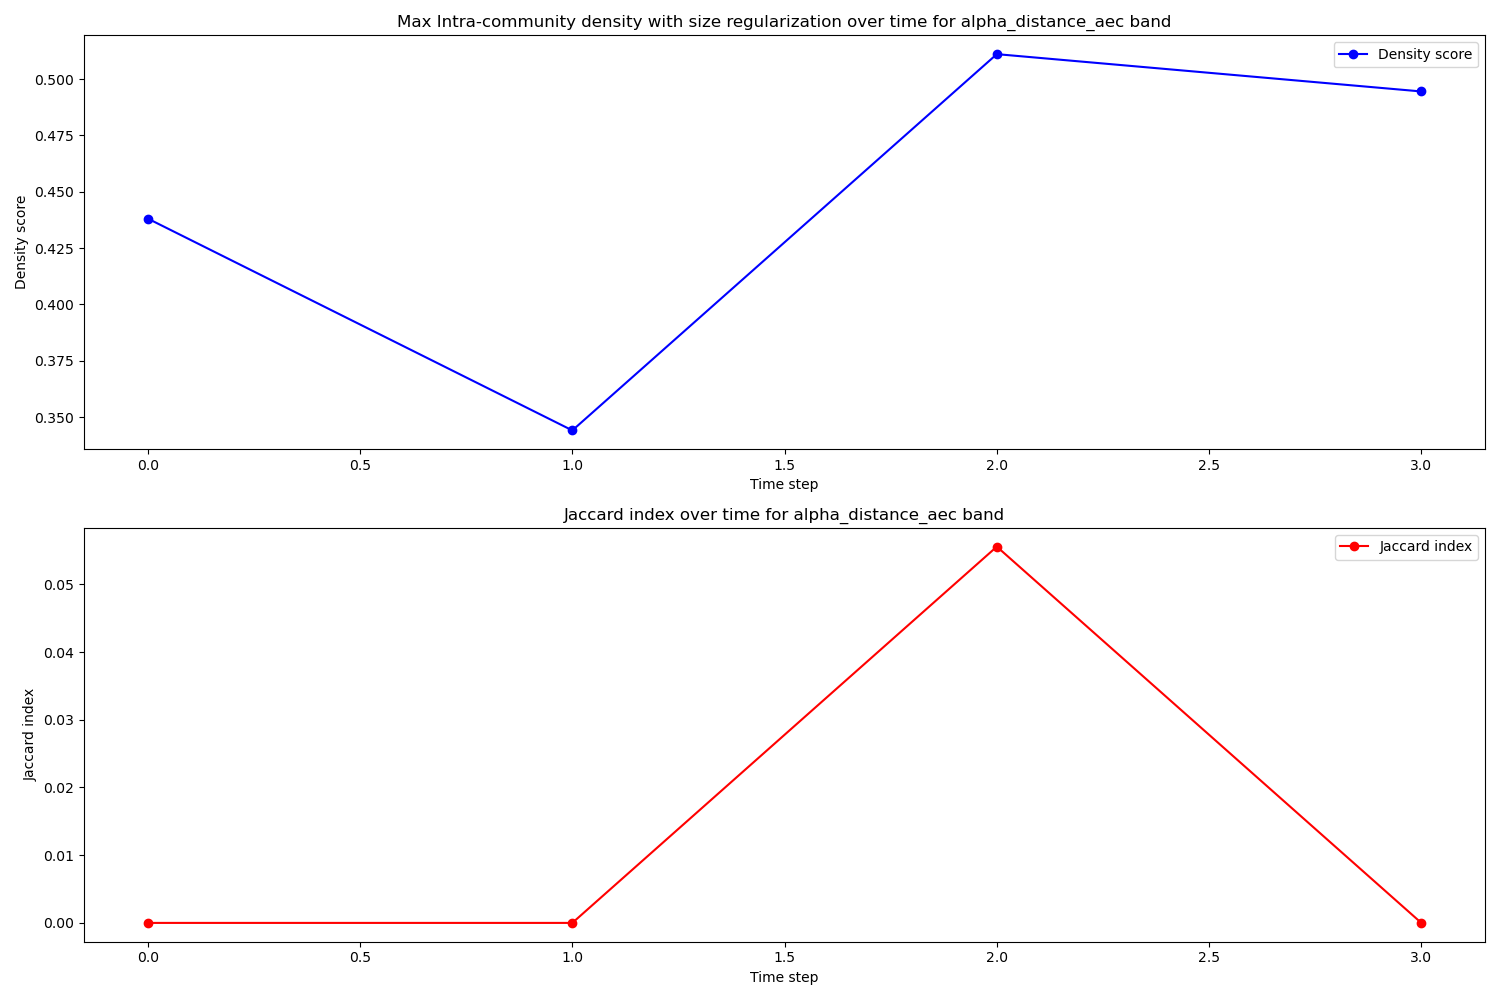 Max Intra-community density with size regularization over time for alpha_distance_aec band
Density score
0.500
0.475
0.450
0.425
0.400
0.375
0.350
Density score
0.0 0.5 1.0 1.5 2.0 2.5 3.0
Time step
Jaccard index over time for alpha_distance_aec band
Jaccard index
0.05
0.04
0.03
0.02
0.01
0.00
Jaccard index
0.0 0.5 1.0 1.5 2.0 2.5 3.0
Time step